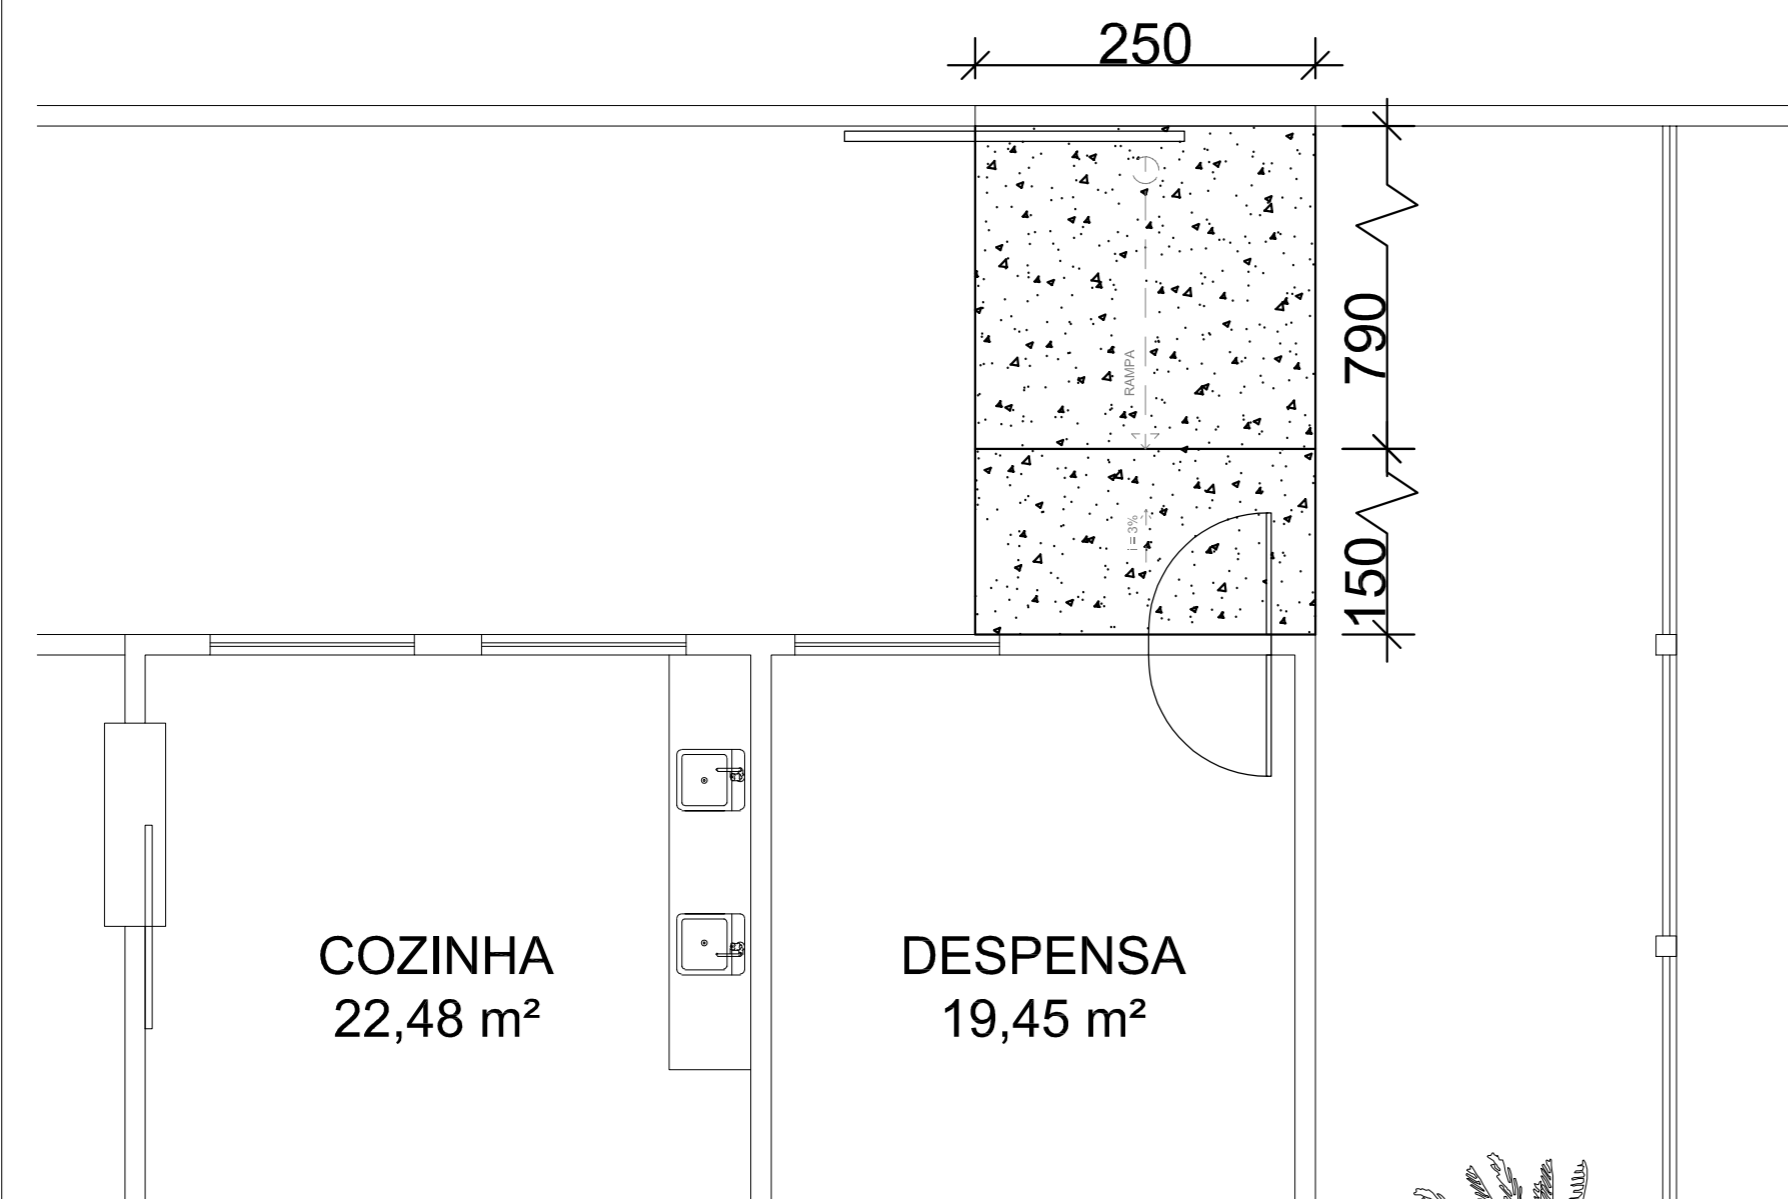 250
790
RAMPA
i = 3%
150
COZINHA
22,48 m²
DESPENSA
19,45 m²